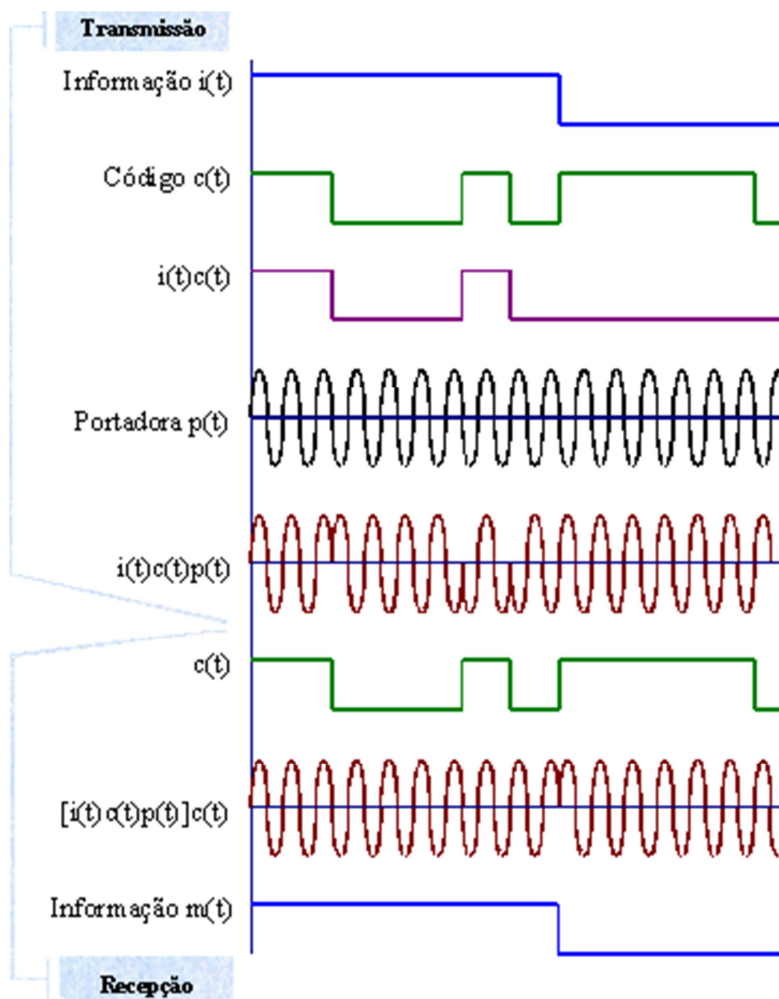 Transmissão
Informação i(t)
Código c(t)
i(t)c(t)
Portadora p(t)
i(t)c(t)p(t)
c(t)
[i(t)c(t)p(t)]c(t)
Informação m(t)
Recepção